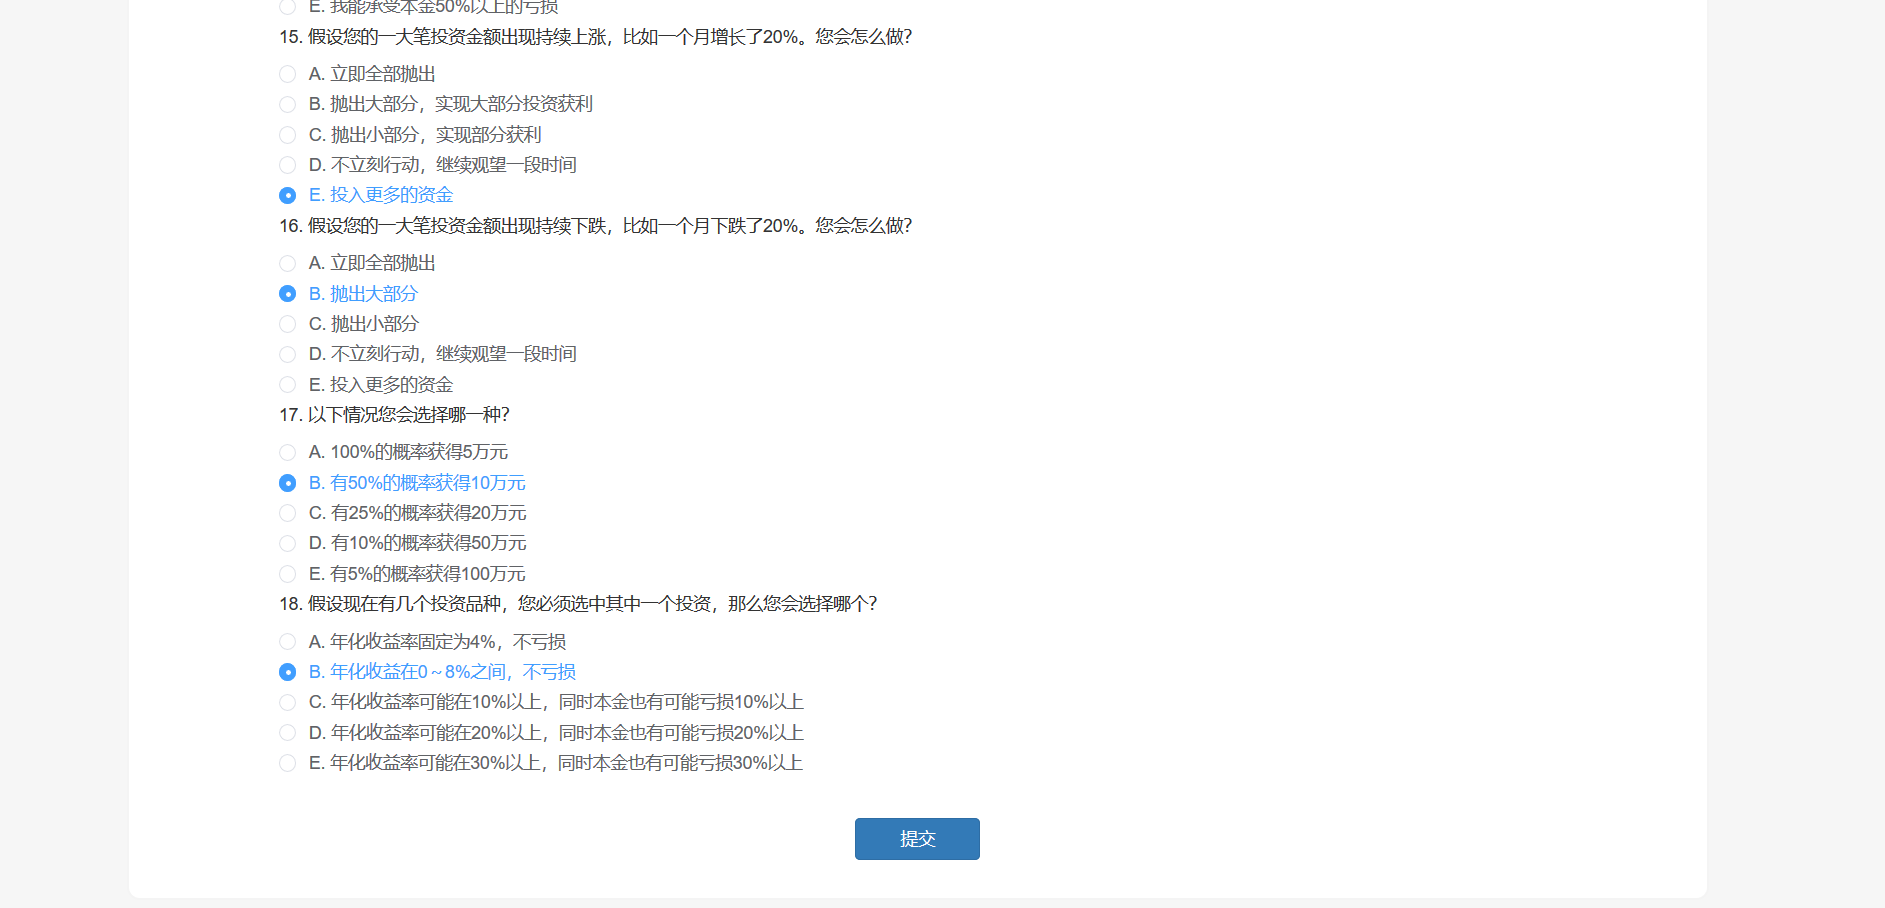 E. 我能承受本金50%以上的亏损
15. 假设您的一大笔投资金额出现持续上涨，比如一个月增长了20%。您会怎么做？
A. 立即全部抛出
B. 抛出大部分，实现大部分投资获利
C. 抛出小部分，实现部分获利
D. 不立刻行动，继续观望一段时间
E. 投入更多的资金
16. 假设您的一大笔投资金额出现持续下跌，比如一个月下跌了20%。您会怎么做？
A. 立即全部抛出
B. 抛出大部分
C. 抛出小部分
D. 不立刻行动，继续观望一段时间
E. 投入更多的资金
17. 以下情况您会选择哪一种？
A. 100%的概率获得5万元
B. 有50%的概率获得10万元
C. 有25%的概率获得20万元
D. 有10%的概率获得50万元
E. 有5%的概率获得100万元
18. 假设现在有几个投资品种，您必须选中其中一个投资，那么您会选择哪个？
A. 年化收益率固定为4%，不亏损
B. 年化收益在0～8%之间，不亏损
C. 年化收益率可能在10%以上，同时本金也有可能亏损10%以上
D. 年化收益率可能在20%以上，同时本金也有可能亏损20%以上
E. 年化收益率可能在30%以上，同时本金也有可能亏损30%以上
提交